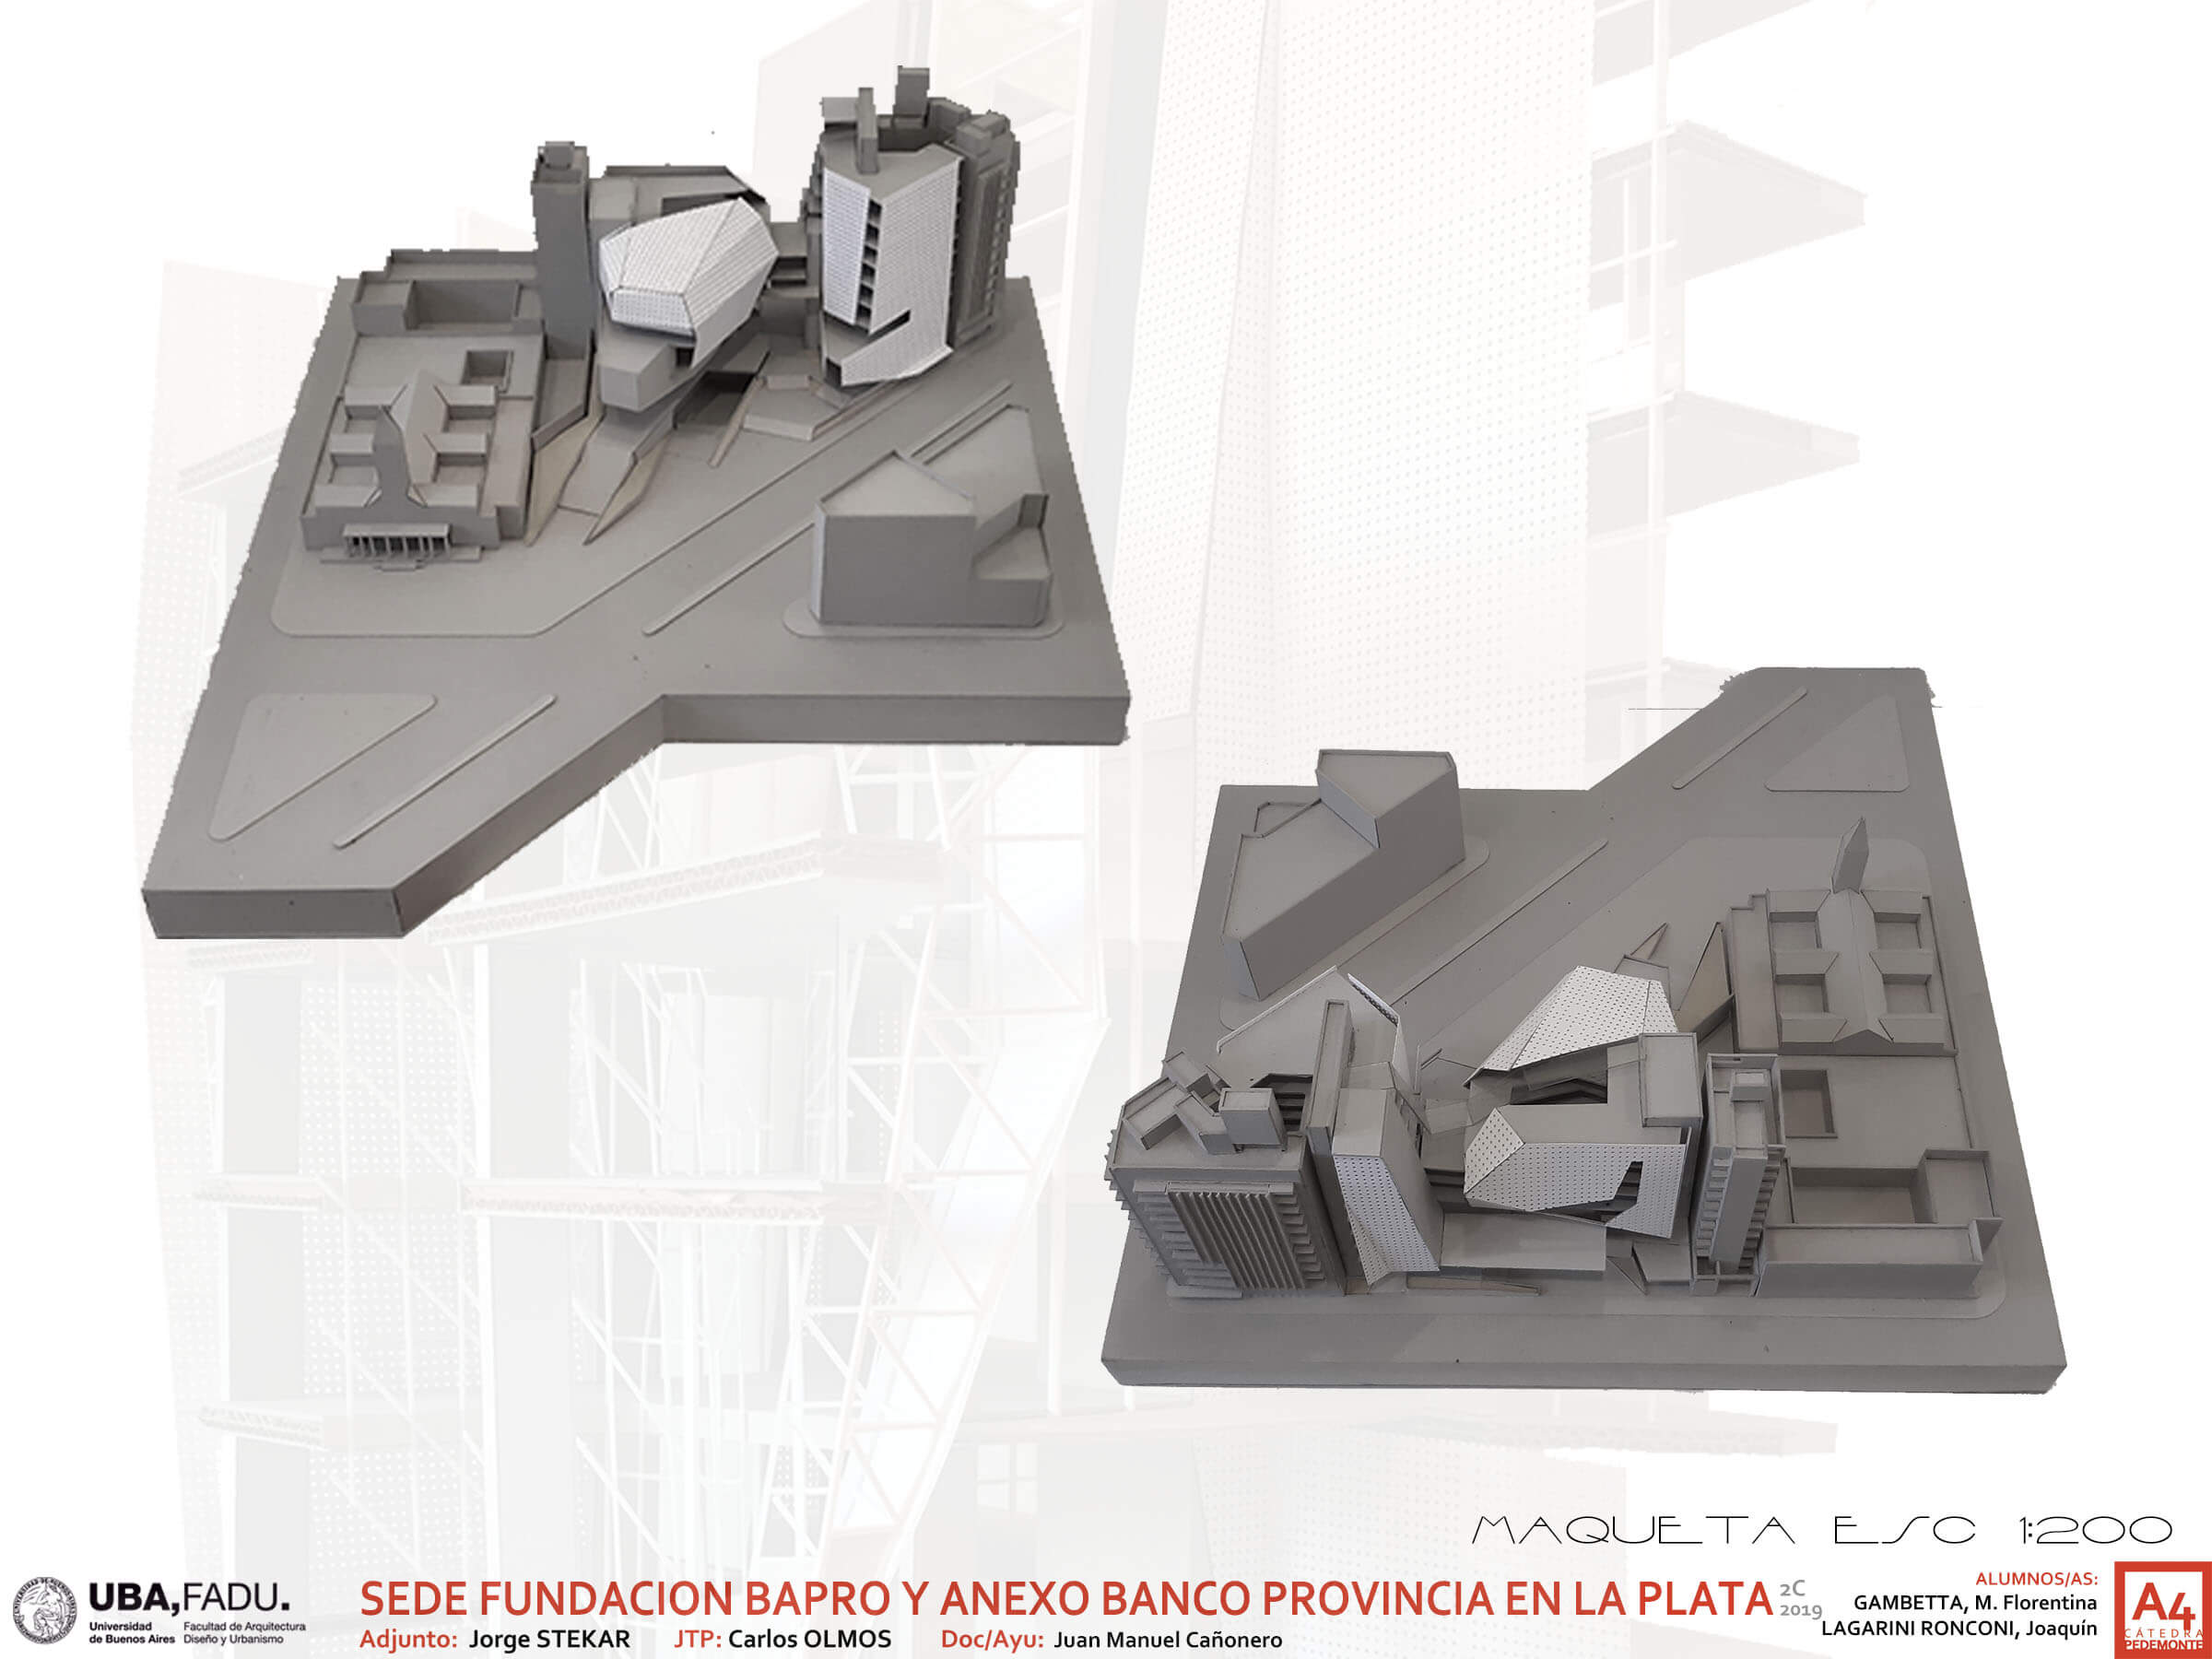 MAQUETA ESC 1:200
UBA,FADU.
Universidad de Buenos Aires
Facultad de Arquitectura Diseño y Urbanismo
SEDE FUNDACION BAPRO Y ANEXO BANCO PROVINCIA EN LA PLATA 2C 2019
Adjunto: Jorge STEKAR JTP: Carlos OLMOS Doc/Ayu: Juan Manuel Cañonero
ALUMNOS/AS:
GAMBETTA, M. Florentina
LAGARINI RONCONI, Joaquín
A4
CÁTEDRA
PEDEMONTE